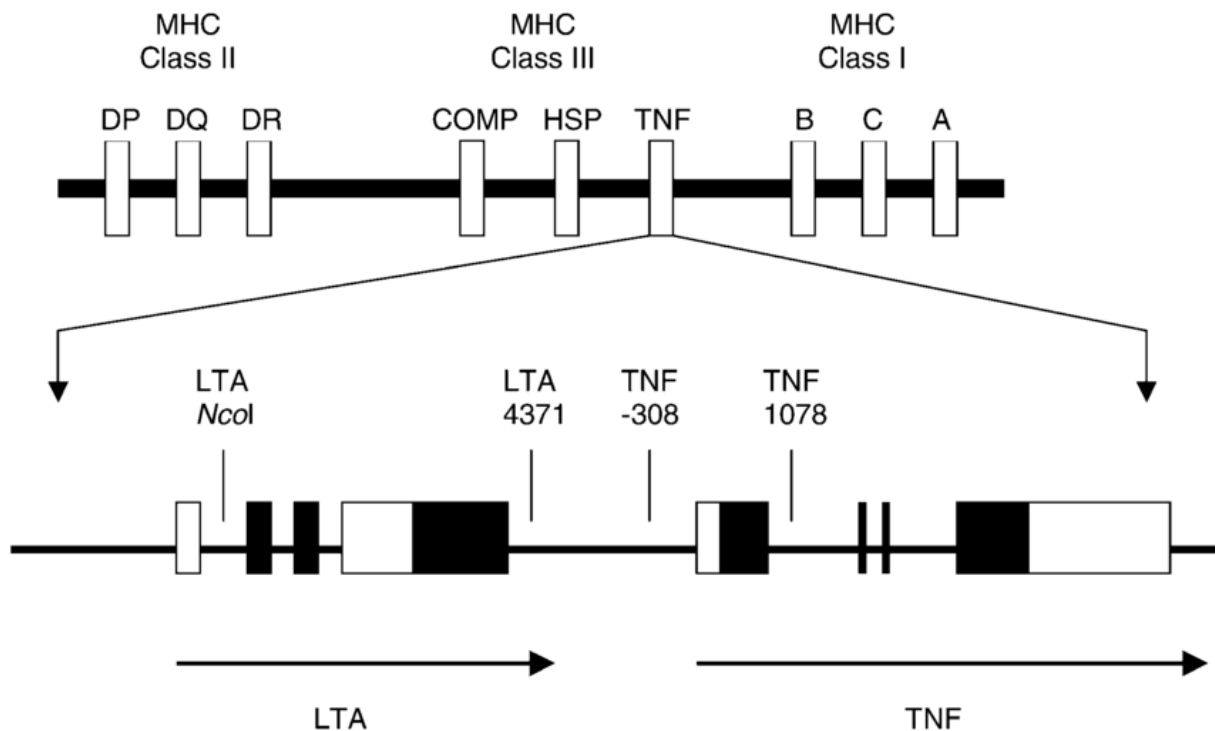 MHC
Class II
MHC
Class III
MHC
Class I
DP DQ DR COMP HSP TNF B C A
LTA
NcoI
LTA
4371
TNF
-308
TNF
1078
LTA
TNF